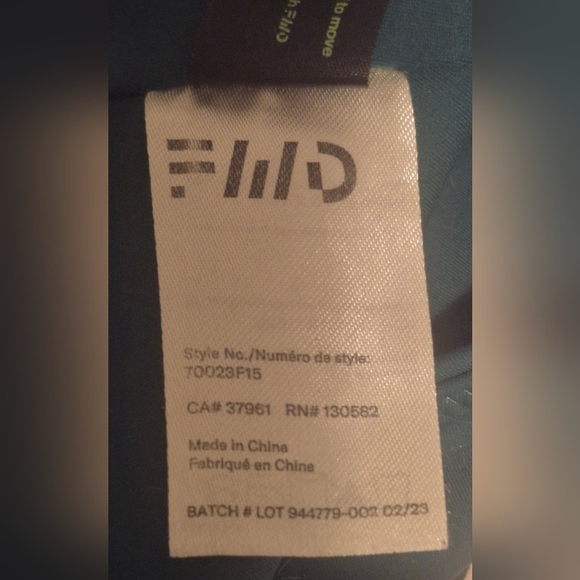 to move
h FWD
FWD
Style No./Numéro de style:
70023F15
CA# 37961 RN# 130582
Made in China
Fabriqué en Chine
BATCH # LOT 944779-002 02/23